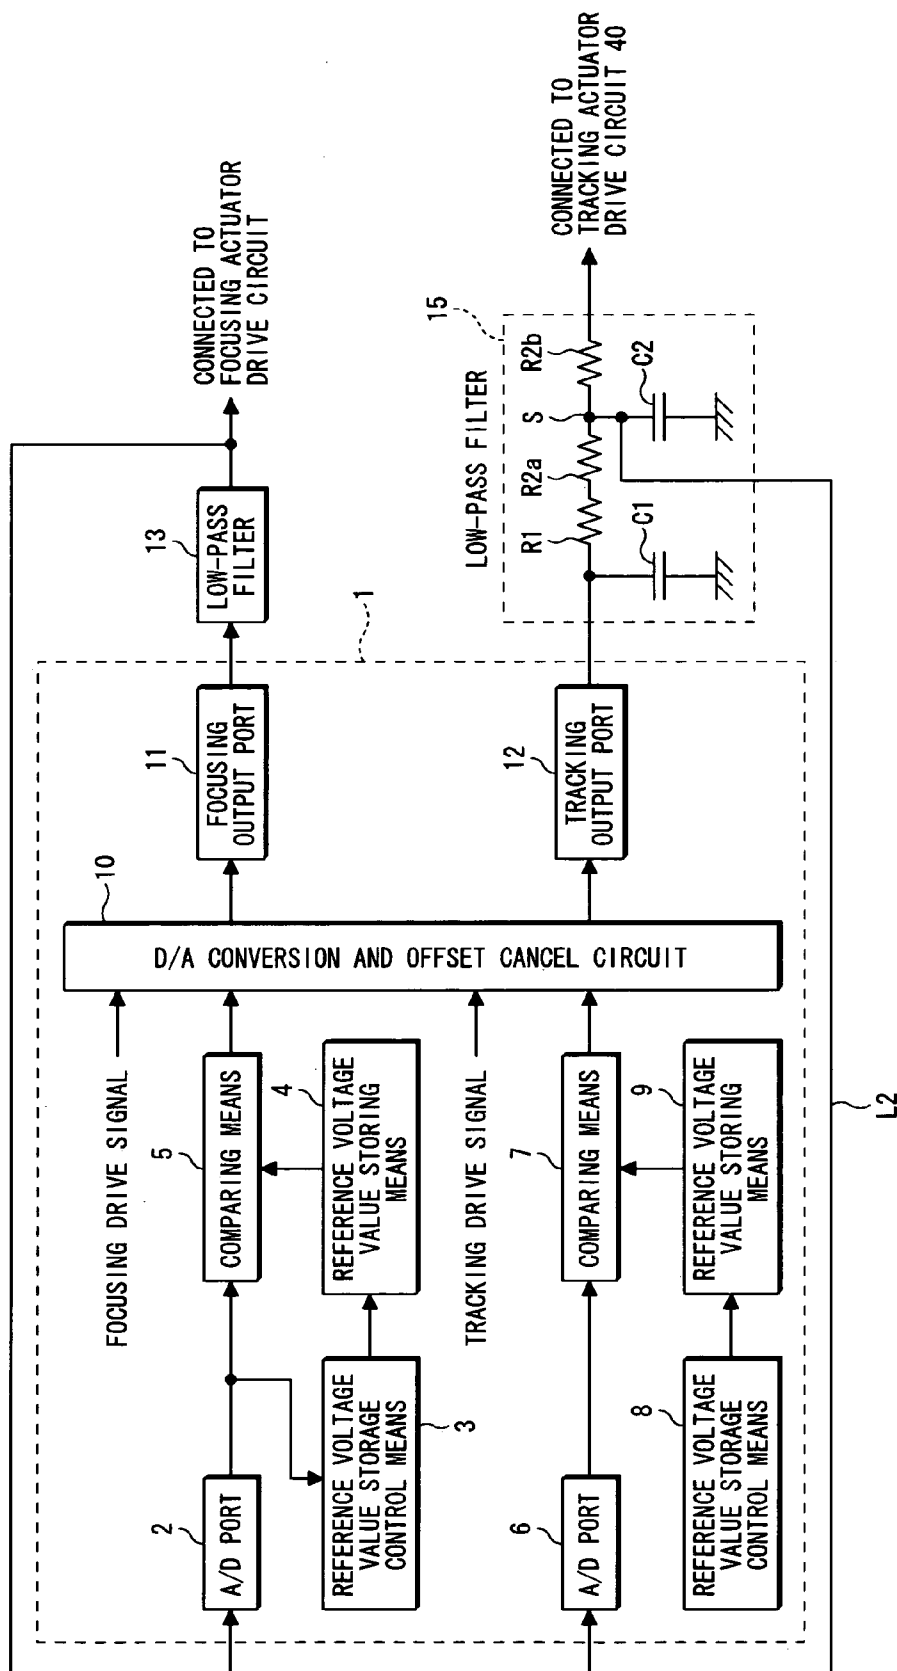 CONNECTED TO
FOCUSING ACTUATOR
DRIVE CIRCUIT
13
LOW-PASS
FILTER
1
11
FOCUSING
OUTPUT PORT
10
D/A CONVERSION AND OFFSET CANCEL CIRCUIT
FOCUSING DRIVE SIGNAL
5
COMPARING MEANS
4
REFERENCE VOLTAGE
VALUE STORING
MEANS
2
A/D PORT
REFERENCE VOLTAGE
VALUE STORAGE
CONTROL MEANS
3
CONNECTED TO
TRACKING ACTUATOR
DRIVE CIRCUIT 40
15
LOW-PASS FILTER
R1
R2a
S
R2b
C1
C2
12
TRACKING
OUTPUT PORT
TRACKING DRIVE SIGNAL
7
COMPARING MEANS
9
REFERENCE VOLTAGE
VALUE STORING
MEANS
6
A/D PORT
8
REFERENCE VOLTAGE
VALUE STORAGE
CONTROL MEANS
L2